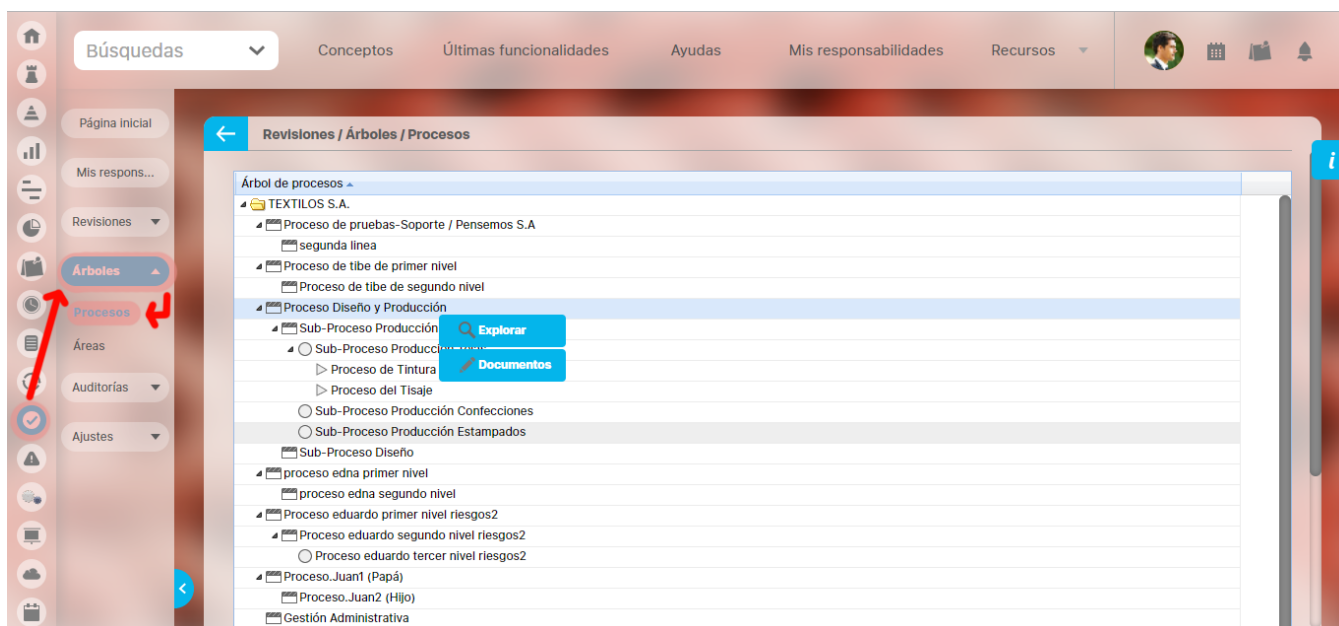 Búsquedas
Conceptos
Últimas funcionalidades
Ayudas
Mis responsabilidades
Recursos
Página inicial
Mis respons...
Revisiones
Árboles
Procesos
Áreas
Auditorías
Ajustes
Revisiones / Árboles / Procesos
i
Árbol de procesos
TEXTILOS S.A.
Proceso de pruebas-Soporte / Pensemos S.A
segunda linea
Proceso de tibe de primer nivel
Proceso de tibe de segundo nivel
Proceso Diseño y Producción
Sub-Proceso Producción
Explorar
Sub-Proceso Producción
Documentos
Proceso de Tintura
Proceso del Tisaje
Sub-Proceso Producción Confecciones
Sub-Proceso Producción Estampados
Sub-Proceso Diseño
proceso edna primer nivel
proceso edna segundo nivel
Proceso eduardo primer nivel riesgos2
Proceso eduardo segundo nivel riesgos2
Proceso eduardo tercer nivel riesgos2
Proceso.Juan1 (Papá)
Proceso.Juan2 (Hijo)
Gestión Administrativa